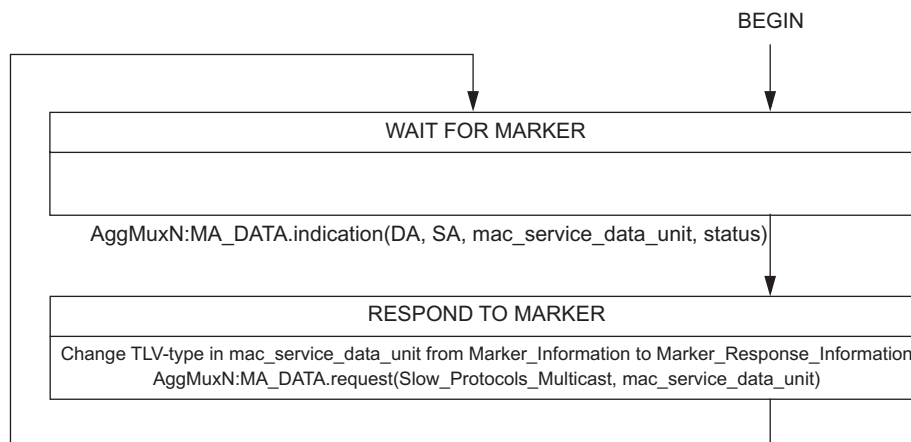 BEGIN
WAIT FOR MARKER
AggMuxN:MA_DATA.indication(DA, SA, mac_service_data_unit, status)
RESPOND TO MARKER
Change TLV-type in mac_service_data_unit from Marker_Information to Marker_Response_Information
AggMuxN:MA_DATA.request(Slow_Protocols_Multicast, mac_service_data_unit)